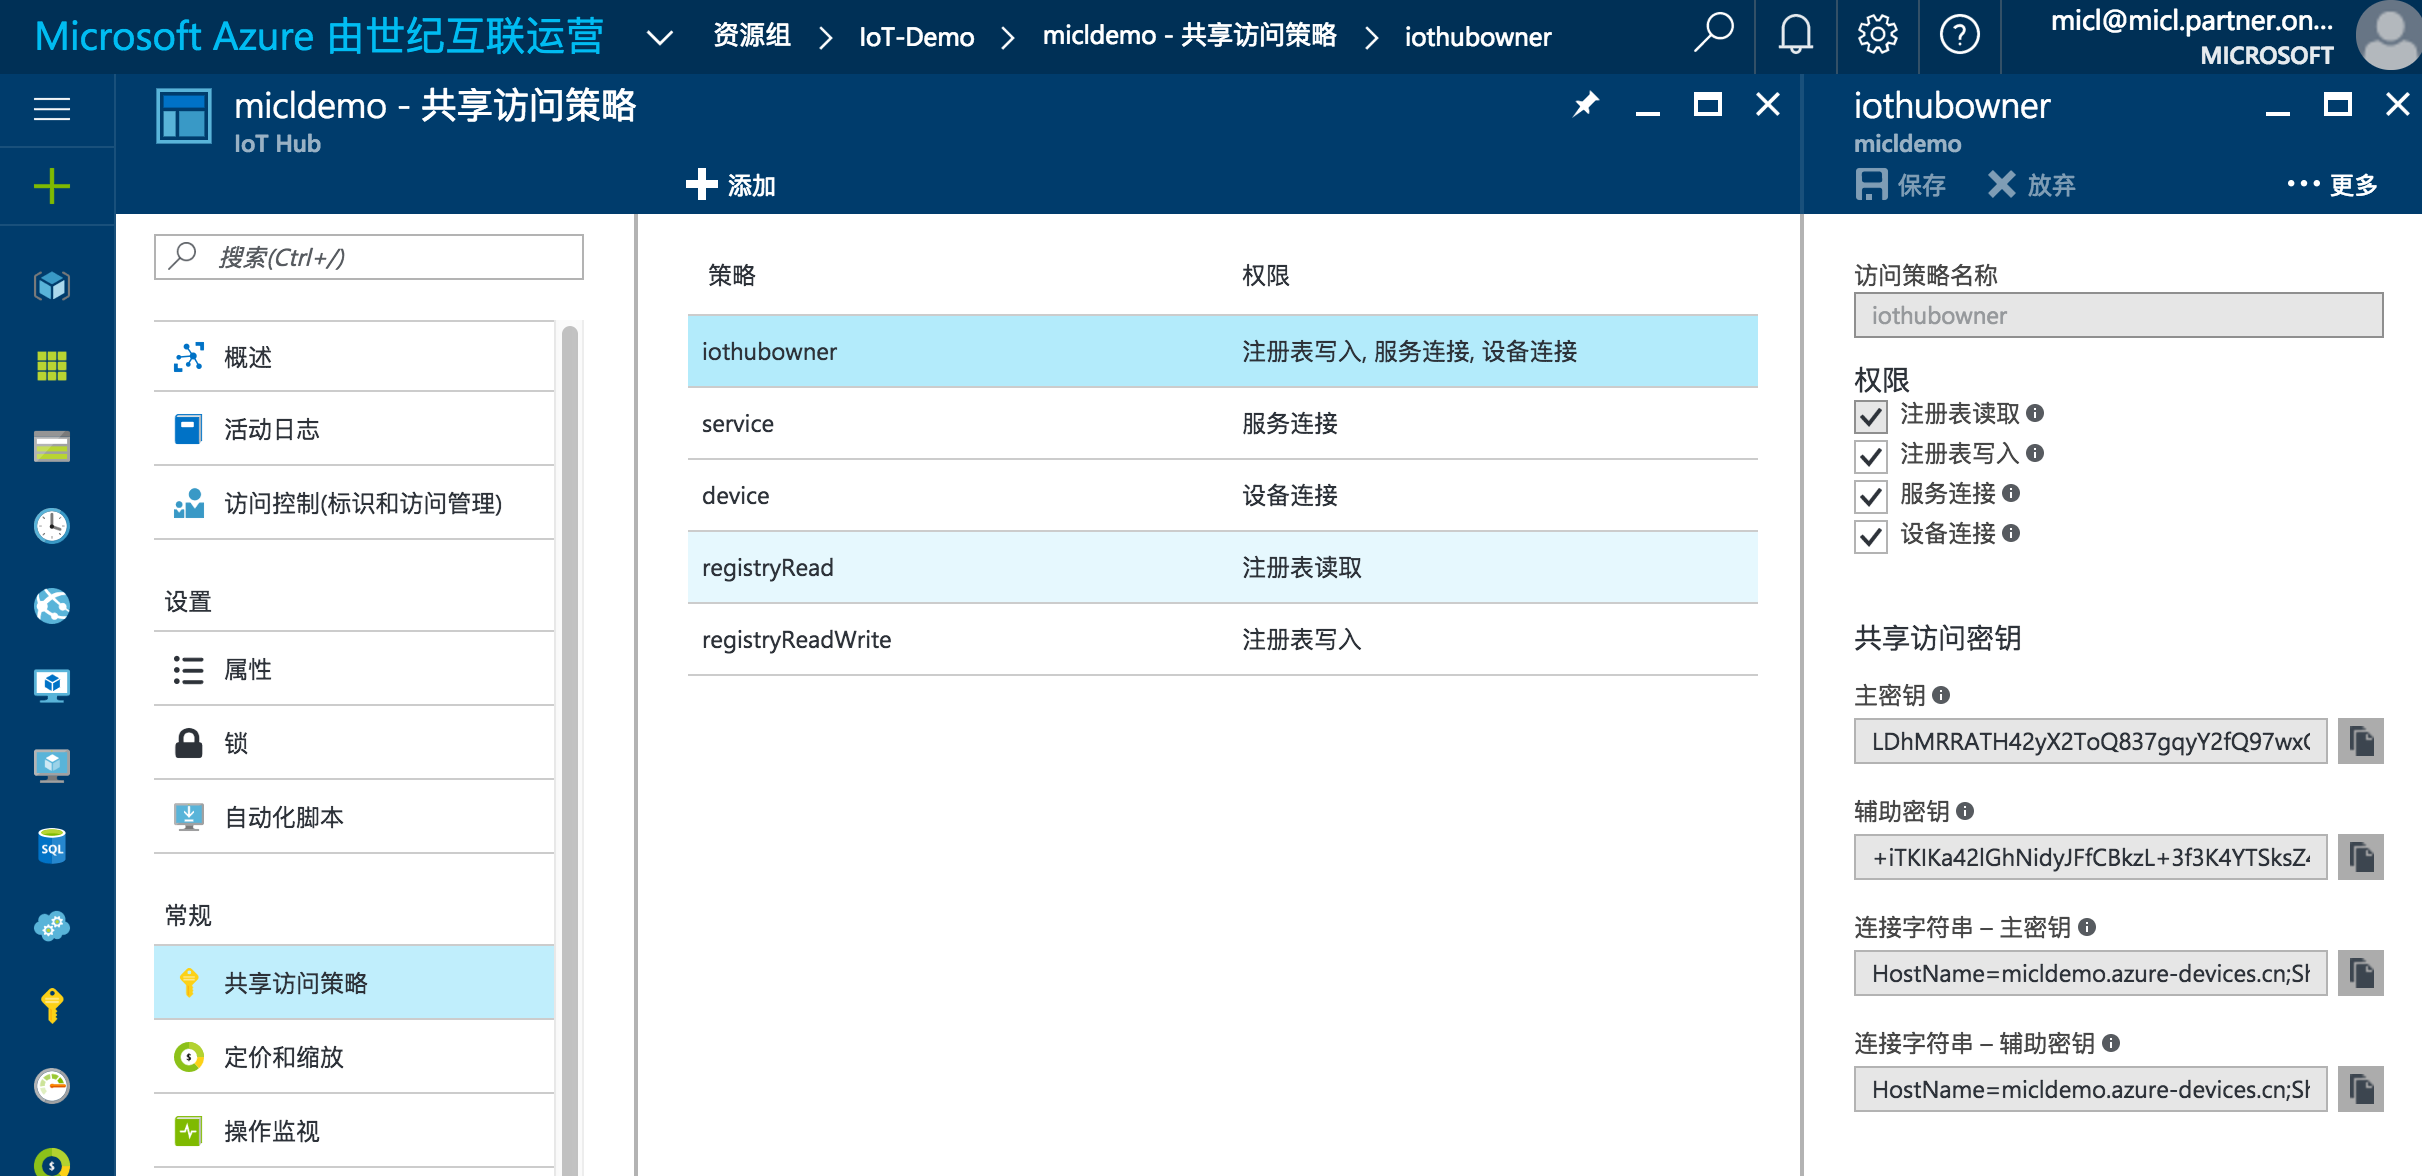 Microsoft Azure 由世纪互联运营
资源组 IoT-Demo micldemo - 共享访问策略 iothubowner
micl@micl.partner.on...
MICROSOFT
micldemo - 共享访问策略
IoT Hub
添加
搜索(Ctrl+/)
概述
活动日志
访问控制(标识和访问管理)
设置
属性
锁
自动化脚本
常规
共享访问策略
定价和缩放
操作监视
SQL
策略 权限
iothubowner 注册表写入, 服务连接, 设备连接
service 服务连接
device 设备连接
registryRead 注册表读取
registryReadWrite 注册表写入
iothubowner
micldemo
保存 放弃 更多
访问策略名称
iothubowner
权限
注册表读取
注册表写入
服务连接
设备连接
共享访问密钥
主密钥
LDhMRRATH42yX2ToQ837gqyY2fQ97wx
辅助密钥
+iTKIKa42lGhNidyJFfCBkzL+3f3K4YTSksZ
连接字符串 – 主密钥
HostName=micldemo.azure-devices.cn;Sh
连接字符串 – 辅助密钥
HostName=micldemo.azure-devices.cn;Sh